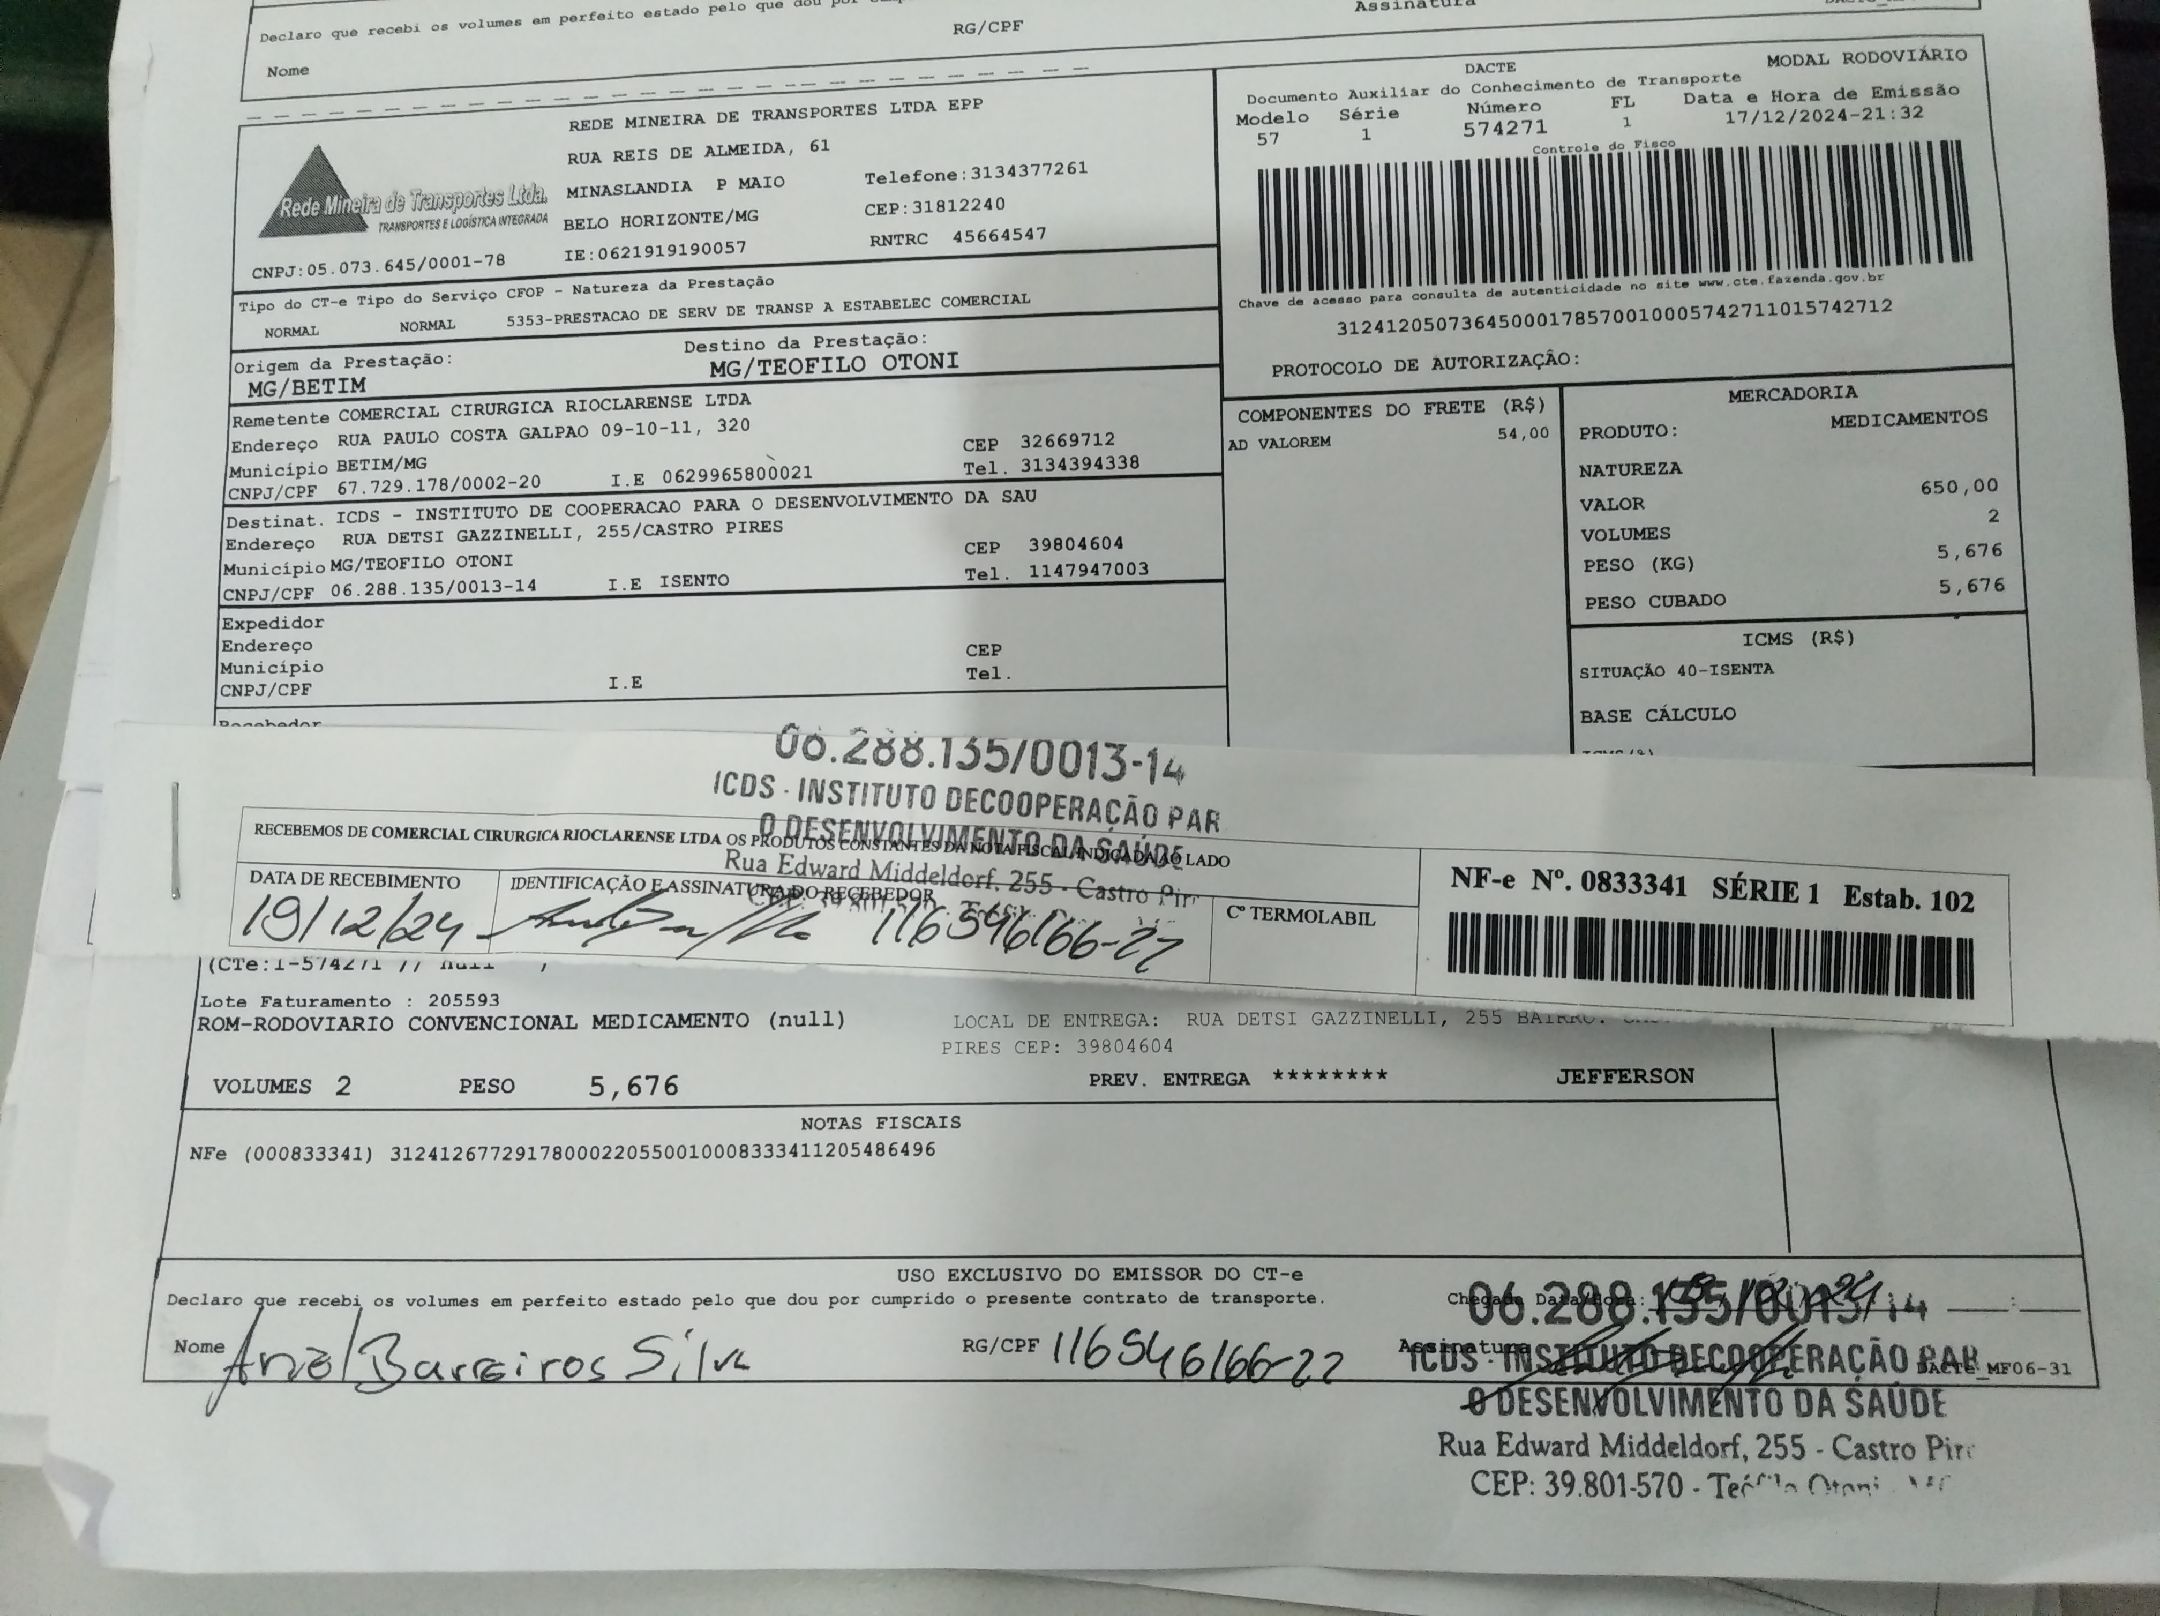 Declaro que recebi os volumes em perfeito estado pelo que dou por
Assinatura
Nome
RG/CPF
REDE MINEIRA DE TRANSPORTES LTDA EPP
RUA REIS DE ALMEIDA, 61
MINASLANDIA P MAIO Telefone:3134377261
BELO HORIZONTE/MG CEP:31812240
IE:0621919190057 RNTRC 45664547
Rede Mineira de Transportes Ltda.
TRANSPORTES E LOGÍSTICA INTEGRADA
CNPJ:05.073.645/0001-78
DACTE MODAL RODOVIÁRIO
Documento Auxiliar do Conhecimento de Transporte
Modelo Série Número FL Data e Hora de Emissão
57 1 574271 1 17/12/2024-21:32
Controle do Fisco
Chave de acesso para consulta de autenticidade no site www.cte.fazenda.gov.br
31241205073645000178570010005742711015742712
PROTOCOLO DE AUTORIZAÇÃO:
Tipo do CT-e Tipo do Serviço CFOP - Natureza da Prestação
NORMAL NORMAL 5353-PRESTACAO DE SERV DE TRANSP A ESTABELEC COMERCIAL
Origem da Prestação: Destino da Prestação:
MG/BETIM MG/TEOFILO OTONI
Remetente COMERCIAL CIRURGICA RIOCLARENSE LTDA
Endereço RUA PAULO COSTA GALPAO 09-10-11, 320
Município BETIM/MG CEP 32669712
CNPJ/CPF 67.729.178/0002-20 I.E 0629965800021 Tel. 3134394338
Destinat. ICDS - INSTITUTO DE COOPERACAO PARA O DESENVOLVIMENTO DA SAU
Endereço RUA DETSI GAZZINELLI, 255/CASTRO PIRES
Município MG/TEOFILO OTONI CEP 39804604
CNPJ/CPF 06.288.135/0013-14 I.E ISENTO Tel. 1147947003
Expedidor
Endereço
Município CEP
CNPJ/CPF I.E Tel.
Recebedor
COMPONENTES DO FRETE (R$)
AD VALOREM 54,00
MERCADORIA
PRODUTO: MEDICAMENTOS
NATUREZA
VALOR 650,00
VOLUMES 2
PESO (KG) 5,676
PESO CUBADO 5,676
ICMS (R$)
SITUAÇÃO 40-ISENTA
BASE CÁLCULO
06.288.135/0013-14
ICDS - INSTITUTO DECOOPERAÇÃO PAR
O DESENVOLVIMENTO DA SAÚDE
Rua Edward Middeldorf, 255 - Castro Pir
RECEBEMOS DE COMERCIAL CIRURGICA RIOCLARENSE LTDA OS PRODUTOS CONSTANTES DA NOTA FISCAL INDICADA AO LADO
DATA DE RECEBIMENTO IDENTIFICAÇÃO E ASSINATURA DO RECEBEDOR Cº TERMOLABIL
19/12/24 116546166-22
NF-e Nº. 0833341 SÉRIE 1 Estab. 102
(CTe:1-574271 // null
Lote Faturamento : 205593
ROM-RODOVIARIO CONVENCIONAL MEDICAMENTO (null)
LOCAL DE ENTREGA: RUA DETSI GAZZINELLI, 255 BAIRRO:
PIRES CEP: 39804604
VOLUMES 2 PESO 5,676 PREV. ENTREGA ******** JEFFERSON
NOTAS FISCAIS
NFe (000833341) 31241267729178000220550010008333411205486496
USO EXCLUSIVO DO EMISSOR DO CT-e
Declaro que recebi os volumes em perfeito estado pelo que dou por cumprido o presente contrato de transporte.
Chegada Data/Hora:
Nome Anal Barreiros Silva RG/CPF 116546166-22 Assinatura
DACTE_MF06-31
06.288.135/0013-14
ICDS - INSTITUTO DECOOPERAÇÃO PAR
O DESENVOLVIMENTO DA SAÚDE
Rua Edward Middeldorf, 255 - Castro Pir
CEP: 39.801-570 - Teófilo Otoni